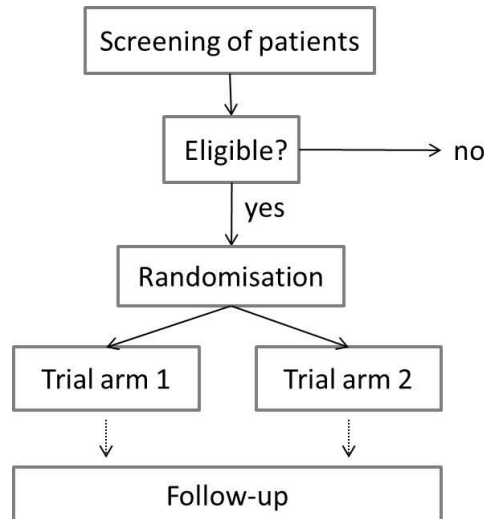 Screening of patients
Eligible?
no
yes
Randomisation
Trial arm 1
Trial arm 2
Follow-up